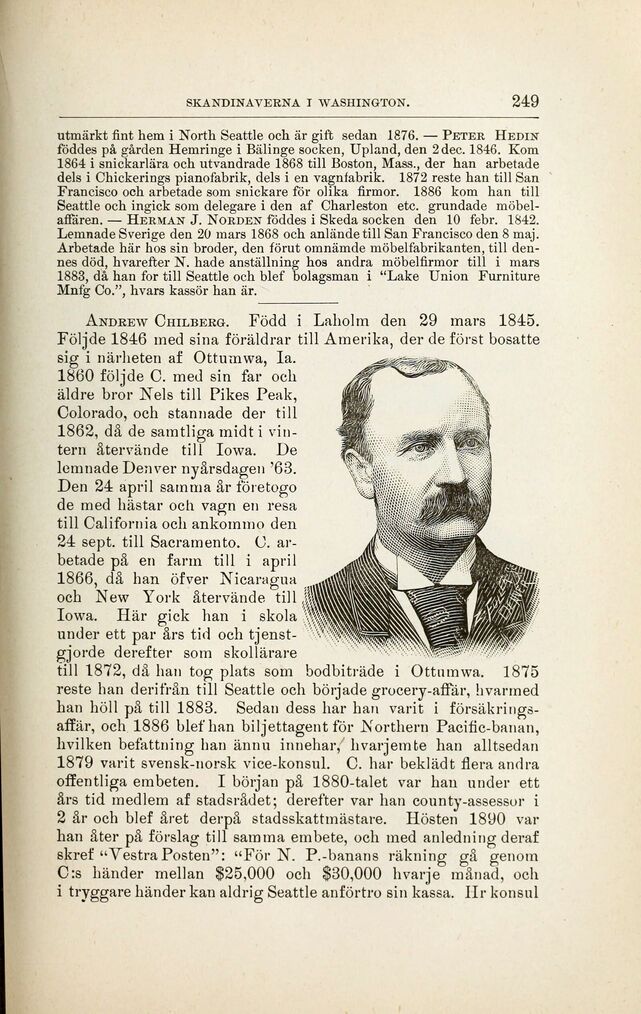 SKANDINAVERNA I WASHINGTON. 249
utmärkt fint hem i North Seattle och är gift sedan 1876. — PETER HEDIN
föddes på gården Hemringe i Bälinge socken, Upland, den 2 dec. 1846. Kom
1864 i snickarlära och utvandrade 1868 till Boston, Mass., der han arbetade
dels i Chickerings pianofabrik, dels i en vagnfabrik. 1872 reste han till San
Francisco och arbetade som snickare för olika firmor. 1886 kom han till
Seattle och ingick som delegare i den af Charleston etc. grundade möbel-
affären. — HERMAN J. NORDEN föddes i Skeda socken den 10 febr. 1842.
Lemnade Sverige den 20 mars 1868 och anlände till San Francisco den 8 maj.
Arbetade här hos sin broder, den förut omnämde möbelfabrikanten, till den-
nes död, hvarefter N. hade anställning hos andra möbelfirmor till i mars
1883, då han for till Seattle och blef bolagsman i “Lake Union Furniture
Mnfg Co.”, hvars kassör han är.
ANDREW CHILBERG. Född i Laholm den 29 mars 1845.
Följde 1846 med sina föräldrar till Amerika, der de först bosatte
sig i närheten af Ottumwa, Ia.
1860 följde C. med sin far och
äldre bror Nels till Pikes Peak,
Colorado, och stannade der till
1862, då de samtliga midt i vin-
tern återvände till Iowa. De
lemnade Denver nyårsdagen ’63.
Den 24 april samma år företogo
de med hästar och vagn en resa
till California och ankommo den
24 sept. till Sacramento. C. ar-
betade på en farm till i april
1866, då han öfver Nicaragua
och New York återvände till
Iowa. Här gick han i skola
under ett par års tid och tjenst-
gjorde derefter som skollärare
till 1872, då han tog plats som bodbiträde i Ottumwa. 1875
reste han derifrån till Seattle och började grocery-affär, hvarmed
han höll på till 1883. Sedan dess har han varit i försäkrings-
affär, och 1886 blef han biljettagent för Northern Pacific-banan,
hvilken befattning han ännu innehar, hvarjemte han alltsedan
1879 varit svensk-norsk vice-konsul. C. har beklädt flera andra
offentliga embeten. I början på 1880-talet var han under ett
års tid medlem af stadsrådet; derefter var han county-assessor i
2 år och blef året derpå stadsskattmästare. Hösten 1890 var
han åter på förslag till samma embete, och med anledning deraf
skref “Vestra Posten”: “För N. P.-banans räkning gå genom
C:s händer mellan $25,000 och $30,000 hvarje månad, och
i tryggare händer kan aldrig Seattle anförtro sin kassa. Hr konsul